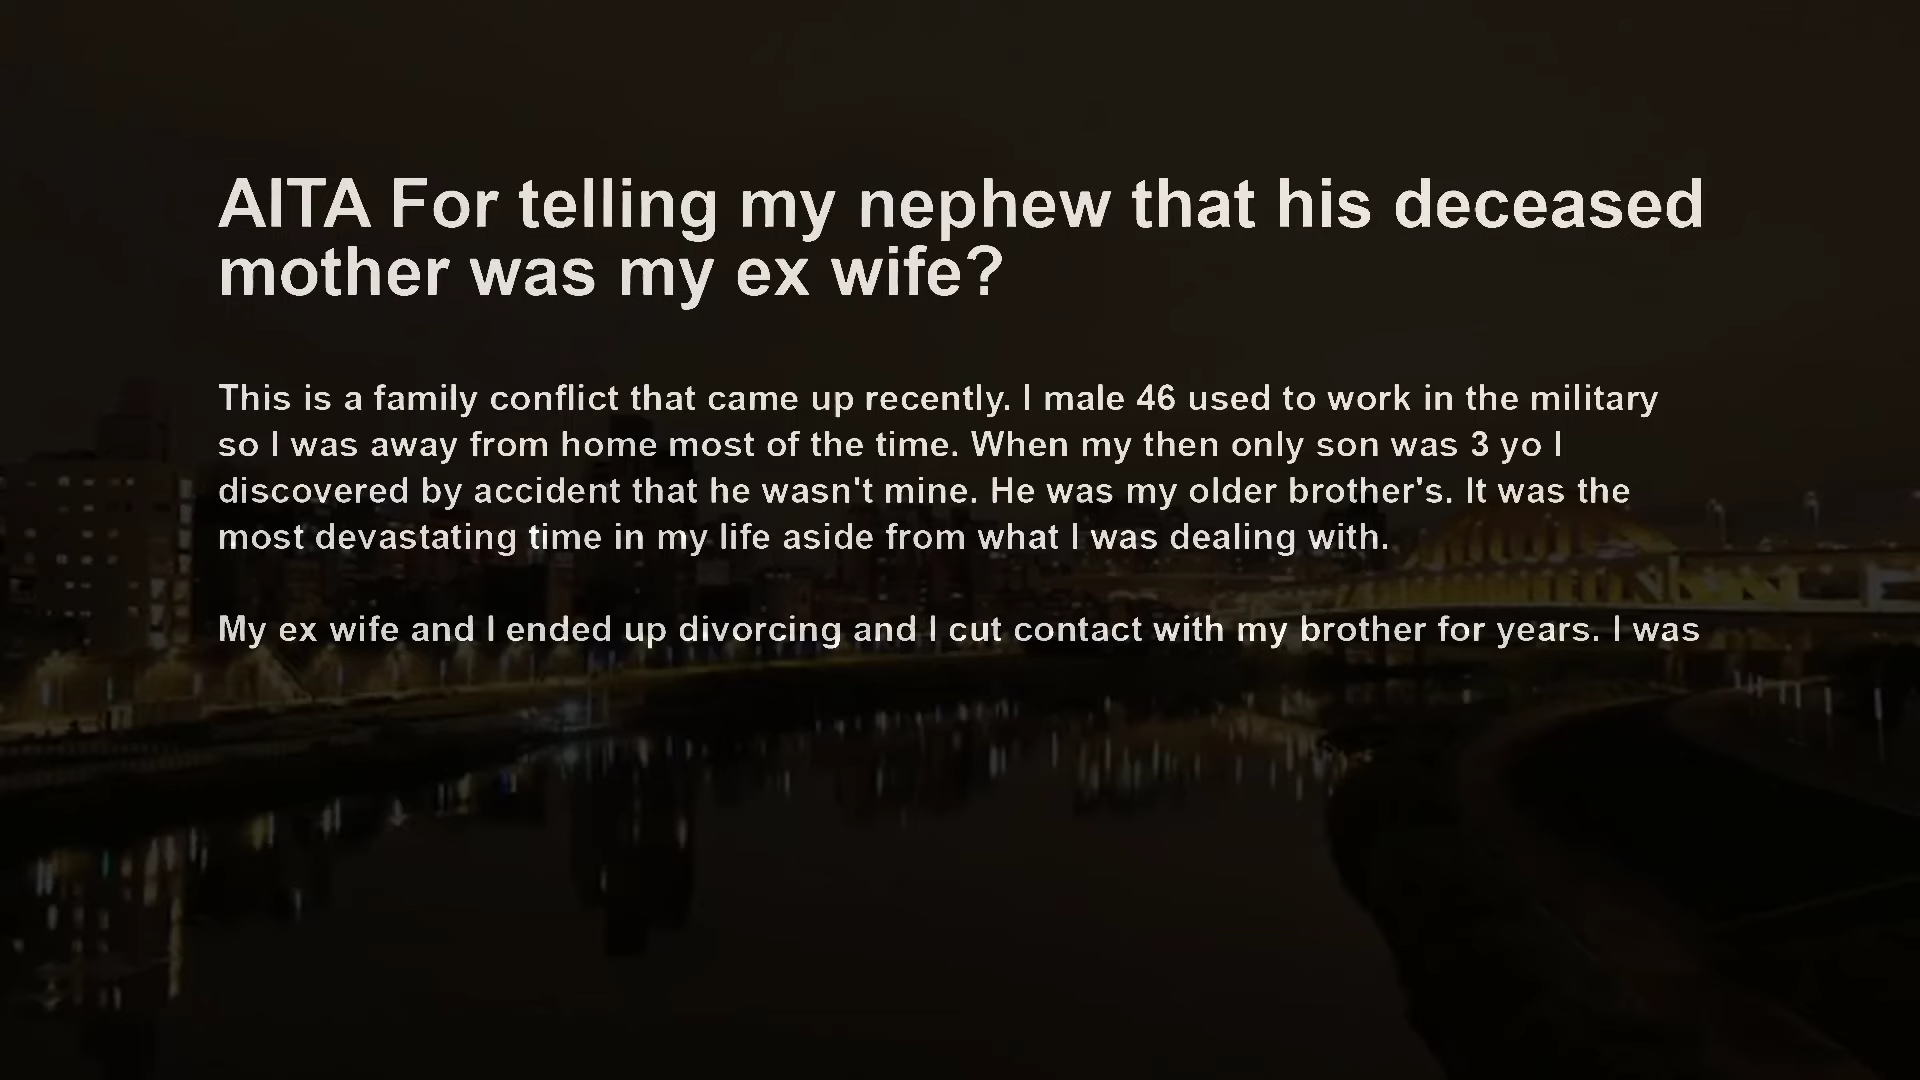 AITA For telling my nephew that his deceased
mother was my ex wife?
This is a family conflict that came up recently. I male 46 used to work in the military
so I was away from home most of the time. When my then only son was 3 yo I
discovered by accident that he wasn't mine. He was my older brother's. It was the
most devastating time in my life aside from what I was dealing with.
My ex wife and I ended up divorcing and I cut contact with my brother for years. I was